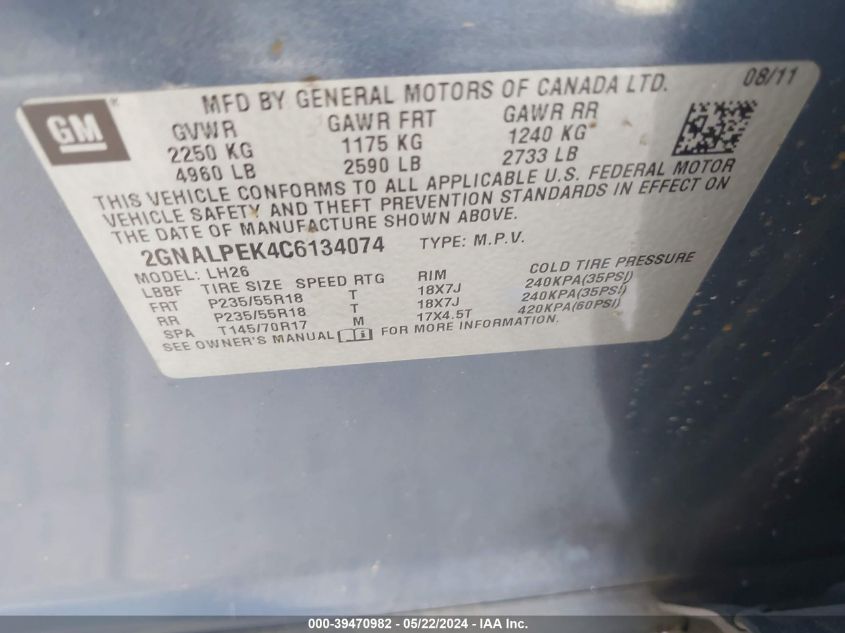 GM®
MFD BY GENERAL MOTORS OF CANADA LTD. 08/11
GVWR GAWR FRT GAWR RR
2250 KG 1175 KG 1240 KG
4960 LB 2590 LB 2733 LB
THIS VEHICLE CONFORMS TO ALL APPLICABLE U.S. FEDERAL MOTOR
VEHICLE SAFETY AND THEFT PREVENTION STANDARDS IN EFFECT ON
THE DATE OF MANUFACTURE SHOWN ABOVE.
2GNALPEK4C6134074 TYPE: M.P.V.
MODEL: LH26
LBBF TIRE SIZE SPEED RTG RIM COLD TIRE PRESSURE
FRT P235/55R18 T 18X7J 240KPA(35PSI)
RR P235/55R18 T 18X7J 240KPA(35PSI)
SPA T145/70R17 M 17X4.5T 420KPA(60PSI)
SEE OWNER'S MANUAL FOR MORE INFORMATION.
000-39470982 - 05/22/2024 - IAA Inc.